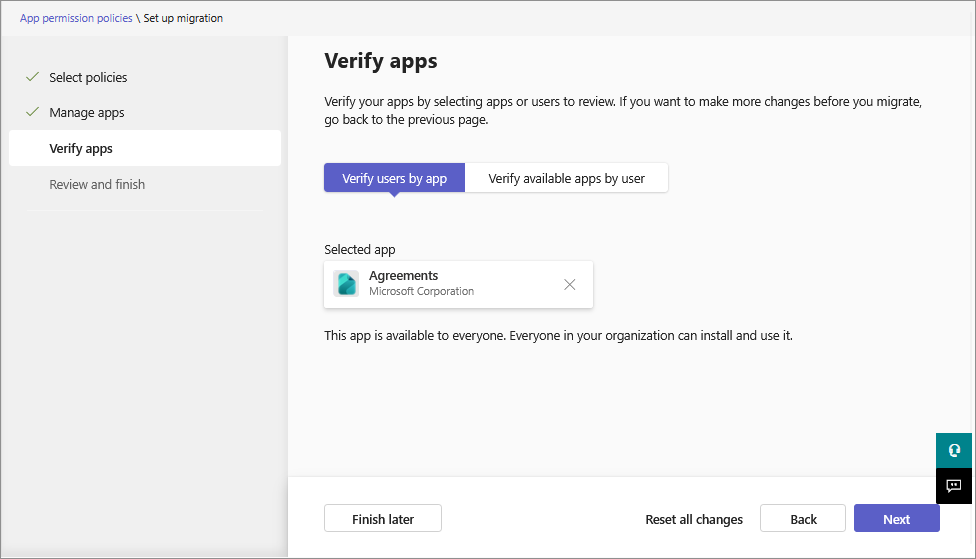 App permission policies \ Set up migration
Select policies
Manage apps
Verify apps
Review and finish
Verify apps
Verify your apps by selecting apps or users to review. If you want to make more changes before you migrate,
go back to the previous page.
Verify users by app
Verify available apps by user
Selected app
Agreements
Microsoft Corporation
This app is available to everyone. Everyone in your organization can install and use it.
Finish later
Reset all changes
Back
Next